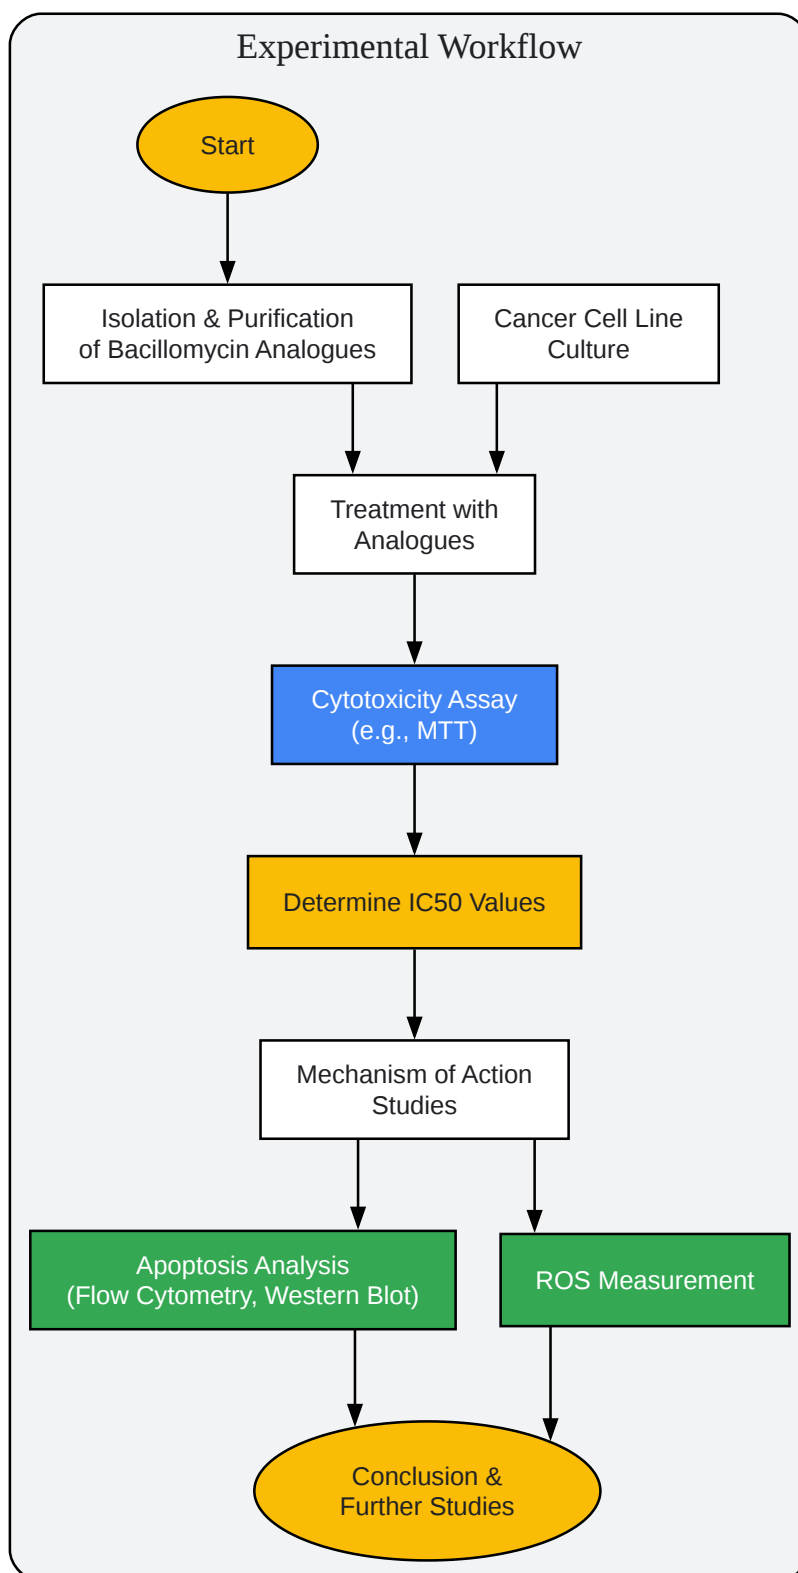 Experimental Workflow
Start
Isolation & Purification
of Bacillomycin Analogues
Cancer Cell Line
Culture
Treatment with
Analogues
Cytotoxicity Assay
(e.g., MTT)
Determine IC50 Values
Mechanism of Action
Studies
Apoptosis Analysis
(Flow Cytometry, Western Blot)
ROS Measurement
Conclusion &
Further Studies